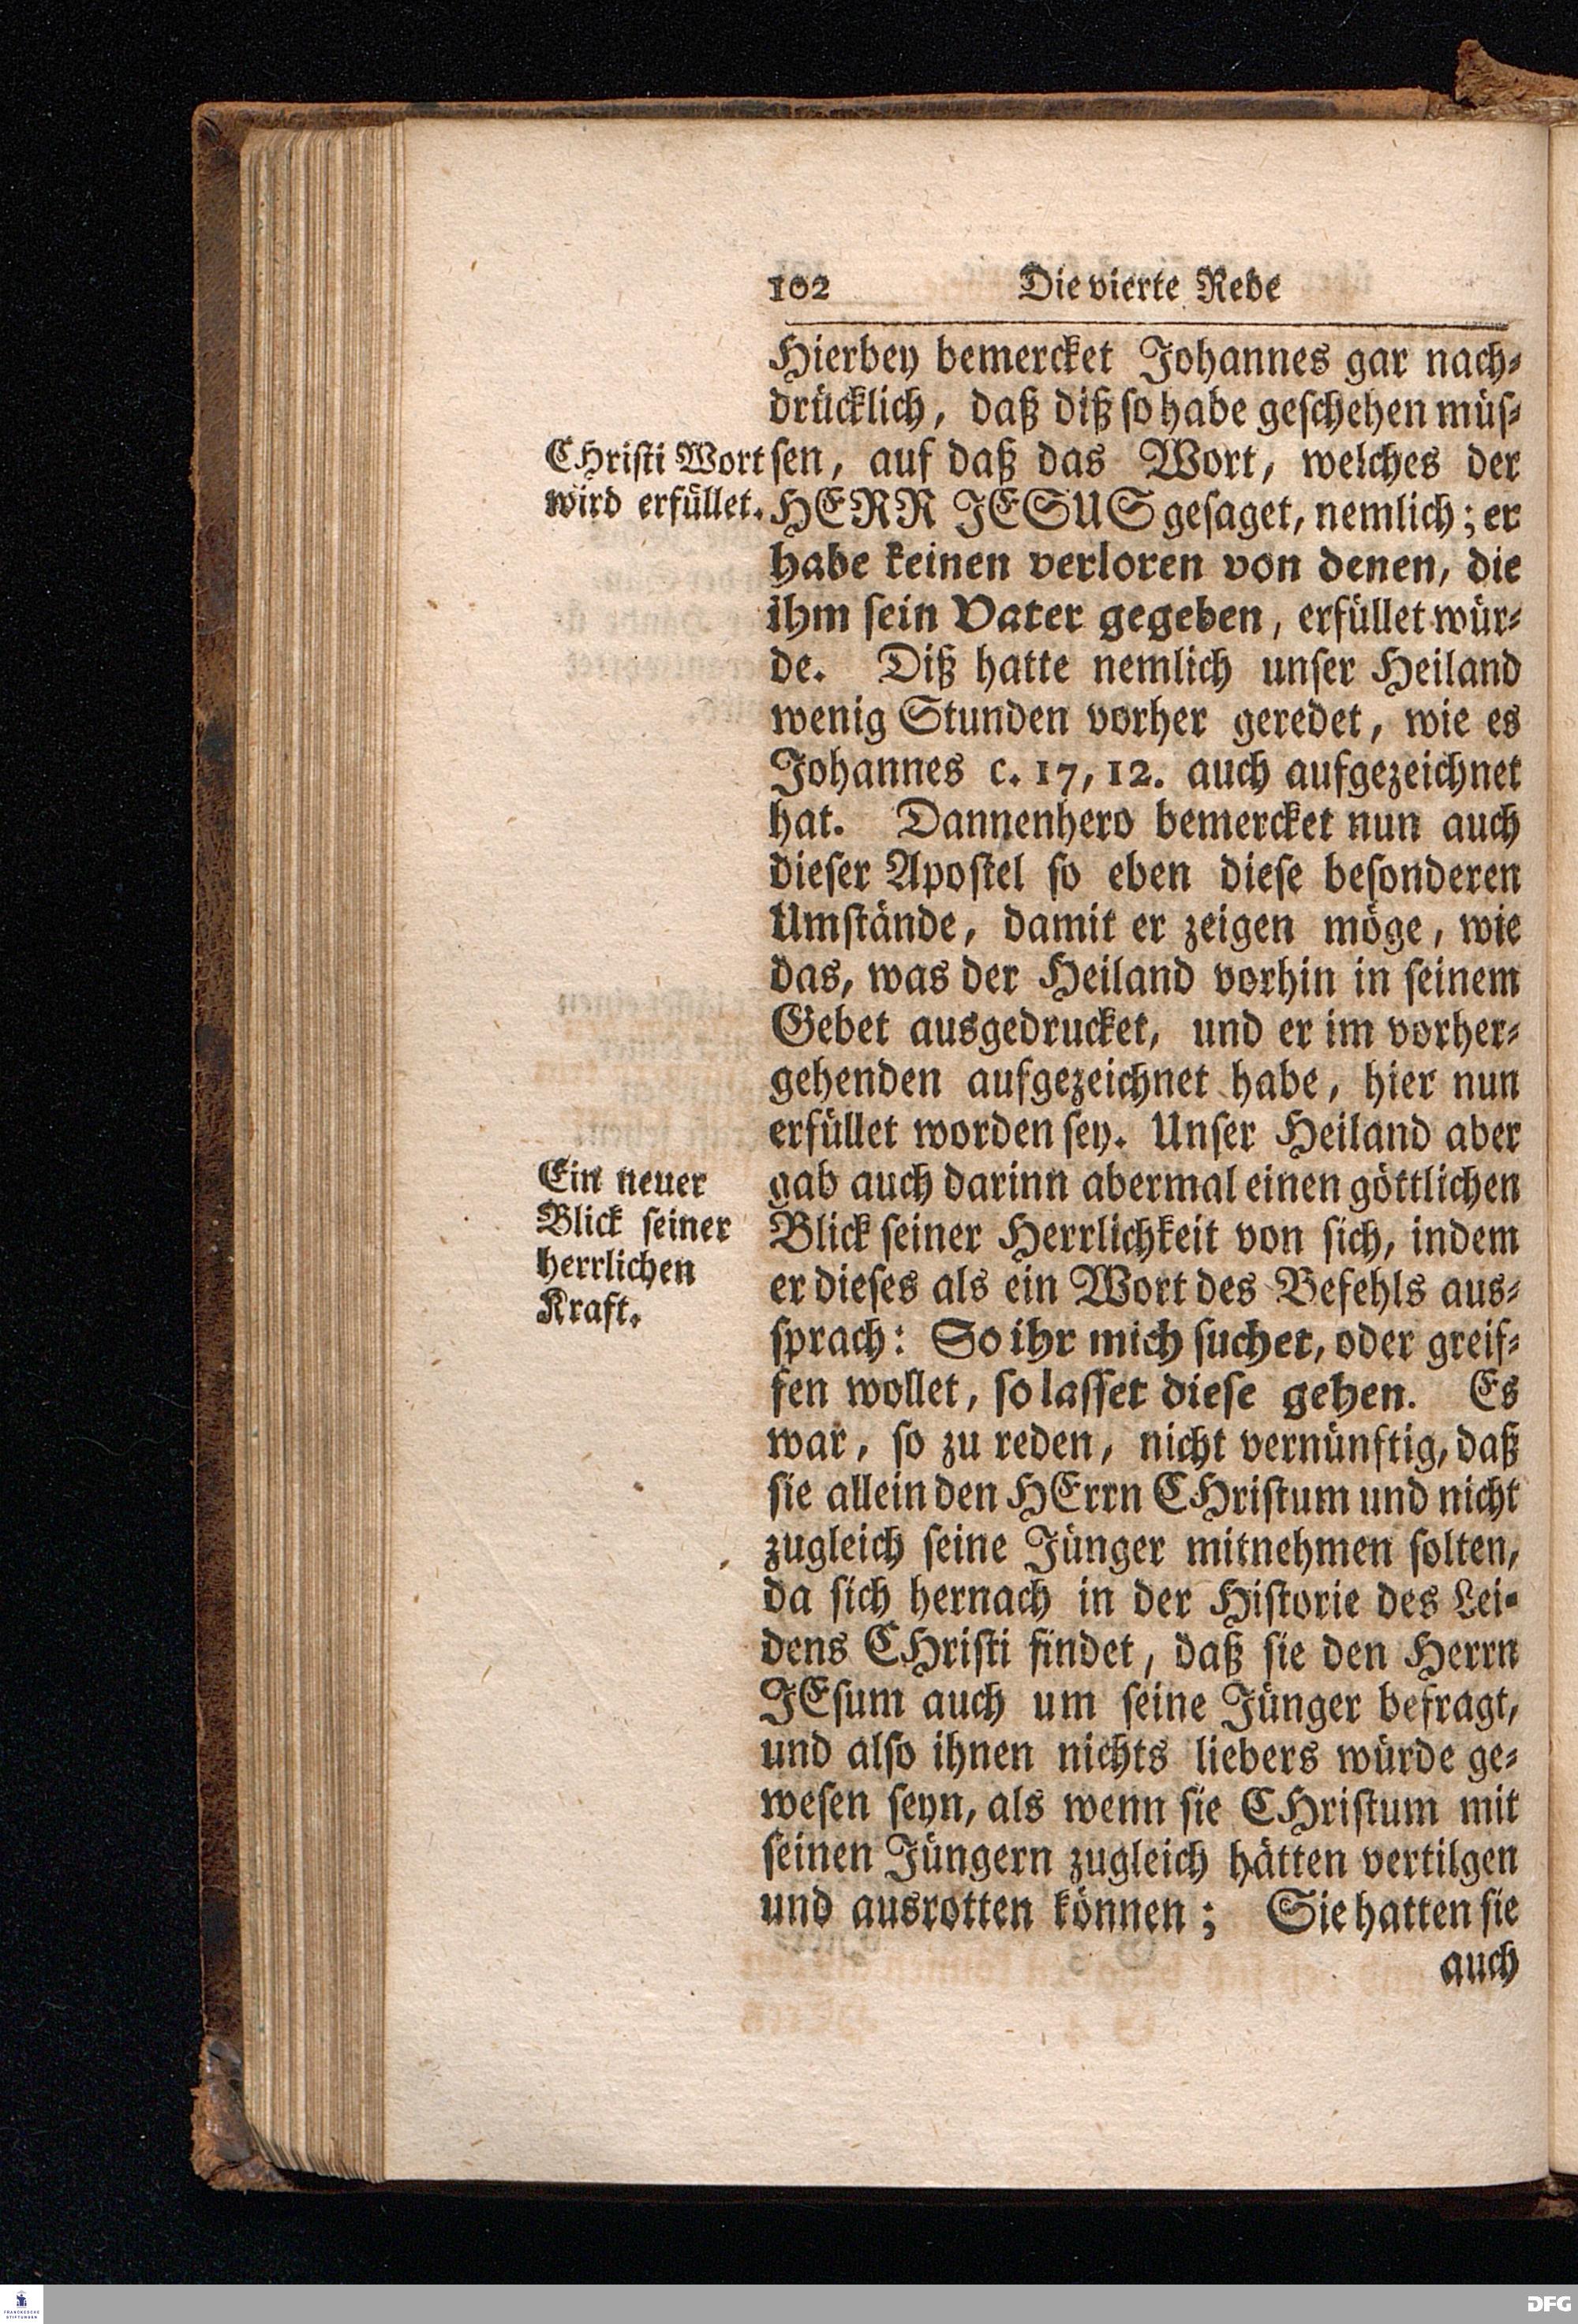 102 Die vierte Rede
Hierbey bemercket Johannes gar nach-
drücklich, daß diß so habe geschehen müs-
CHristi Wort
wird erfüllet.
sen, auf daß das Wort, welches der
HERR JESUS gesaget, nemlich; er
habe keinen verloren von denen, die
ihm sein Vater gegeben, erfüllet wür-
de. Diß hatte nemlich unser Heiland
wenig Stunden vorher geredet, wie es
Johannes c. 17, 12. auch aufgezeichnet
hat. Dannenhero bemercket nun auch
dieser Apostel so eben diese besonderen
Umstände, damit er zeigen möge, wie
das, was der Heiland vorhin in seinem
Gebet ausgedrucket, und er im vorher-
gehenden aufgezeichnet habe, hier nun
erfüllet worden sey. Unser Heiland aber
Ein neuer
Blick seiner
herrlichen
Kraft.
gab auch darinn abermal einen göttlichen
Blick seiner Herrlichkeit von sich, indem
er dieses als ein Wort des Befehls aus-
sprach: So ihr mich suchet, oder greif-
fen wollet, so lasset diese gehen. Es
war, so zu reden, nicht vernünftig, daß
sie allein den HErrn CHristum und nicht
zugleich seine Jünger mitnehmen solten,
da sich hernach in der Historie des Lei-
dens CHristi findet, daß sie den Herrn
JEsum auch um seine Jünger befragt,
und also ihnen nichts liebers würde ge-
wesen seyn, als wenn sie CHristum mit
seinen Jüngern zugleich hätten vertilgen
und ausrotten können; Sie hatten sie
auch
FRANCKESCHE
STIFTUNGEN
DFG